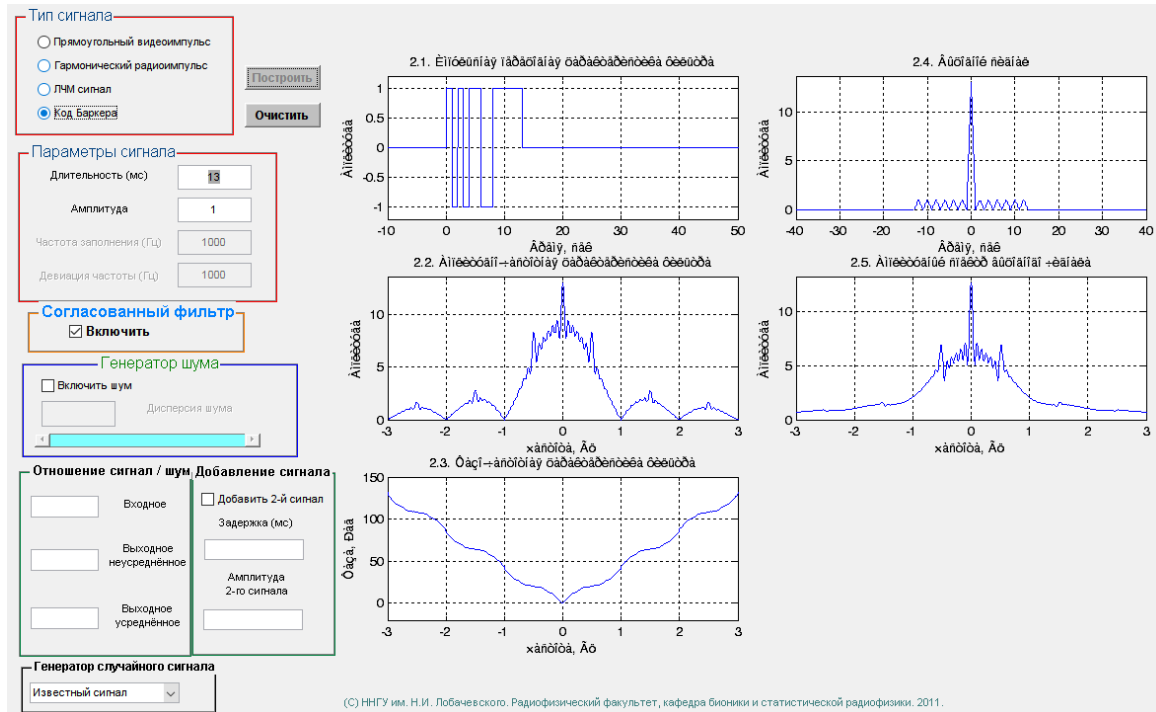 Тип сигнала
Прямоугольный видеоимпульс
Гармонический радиоимпульс
ЛЧМ сигнал
Код Баркера
Построить
Очистить
Параметры сигнала
Длительность (мс) 13
Амплитуда 1
Частота заполнения (Гц) 1000
Девиация частоты (Гц) 1000
Согласованный фильтр
Включить
Генератор шума
Включить шум
Дисперсия шума
Отношение сигнал / шум
Входное
Выходное
неусреднённое
Выходное
усреднённое
Добавление сигнала
Добавить 2-й сигнал
Задержка (мс)
Амплитуда
2-го сигнала
Генератор случайного сигнала
Известный сигнал
2.1. Èìïóëüñíàÿ ïåðåõîäíàÿ õàðàêòåðèñòèêà ôèëüòðà
Àìïëèòóäà
1
0.5
0
-0.5
-1
-10 0 10 20 30 40 50
Âðåìÿ, ñåê
2.2. Àìïëèòóäíî-÷àñòîòíàÿ õàðàêòåðèñòèêà ôèëüòðà
Àìïëèòóäà
10
5
0
-3 -2 -1 0 1 2 3
×àñòîòà, Ãö
2.3. Ôàçî-÷àñòîòíàÿ õàðàêòåðèñòèêà ôèëüòðà
Ôàçà, Ðàä
150
100
50
0
-3 -2 -1 0 1 2 3
×àñòîòà, Ãö
2.4. Âûõîäíîé ñèãíàë
Àìïëèòóäà
10
5
0
-40 -30 -20 -10 0 10 20 30 40
Âðåìÿ, ñåê
2.5. Àìïëèòóäíûé ñïåêòð âûõîäíîãî ñèãíàëà
Àìïëèòóäà
10
5
0
-3 -2 -1 0 1 2 3
×àñòîòà, Ãö
(C) ННГУ им. Н.И. Лобачевского. Радиофизический факультет, кафедра бионики и статистической радиофизики. 2011.